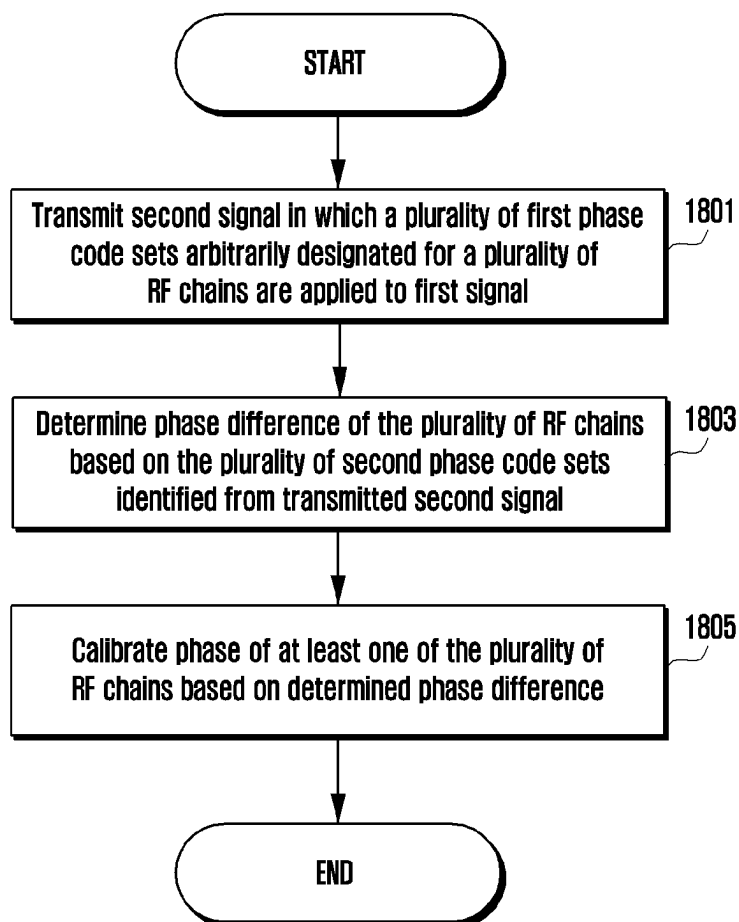 START
Transmit second signal in which a plurality of first phase
code sets arbitrarily designated for a plurality of
RF chains are applied to first signal
1801
Determine phase difference of the plurality of RF chains
based on the plurality of second phase code sets
identified from transmitted second signal
1803
Calibrate phase of at least one of the plurality of
RF chains based on determined phase difference
1805
END